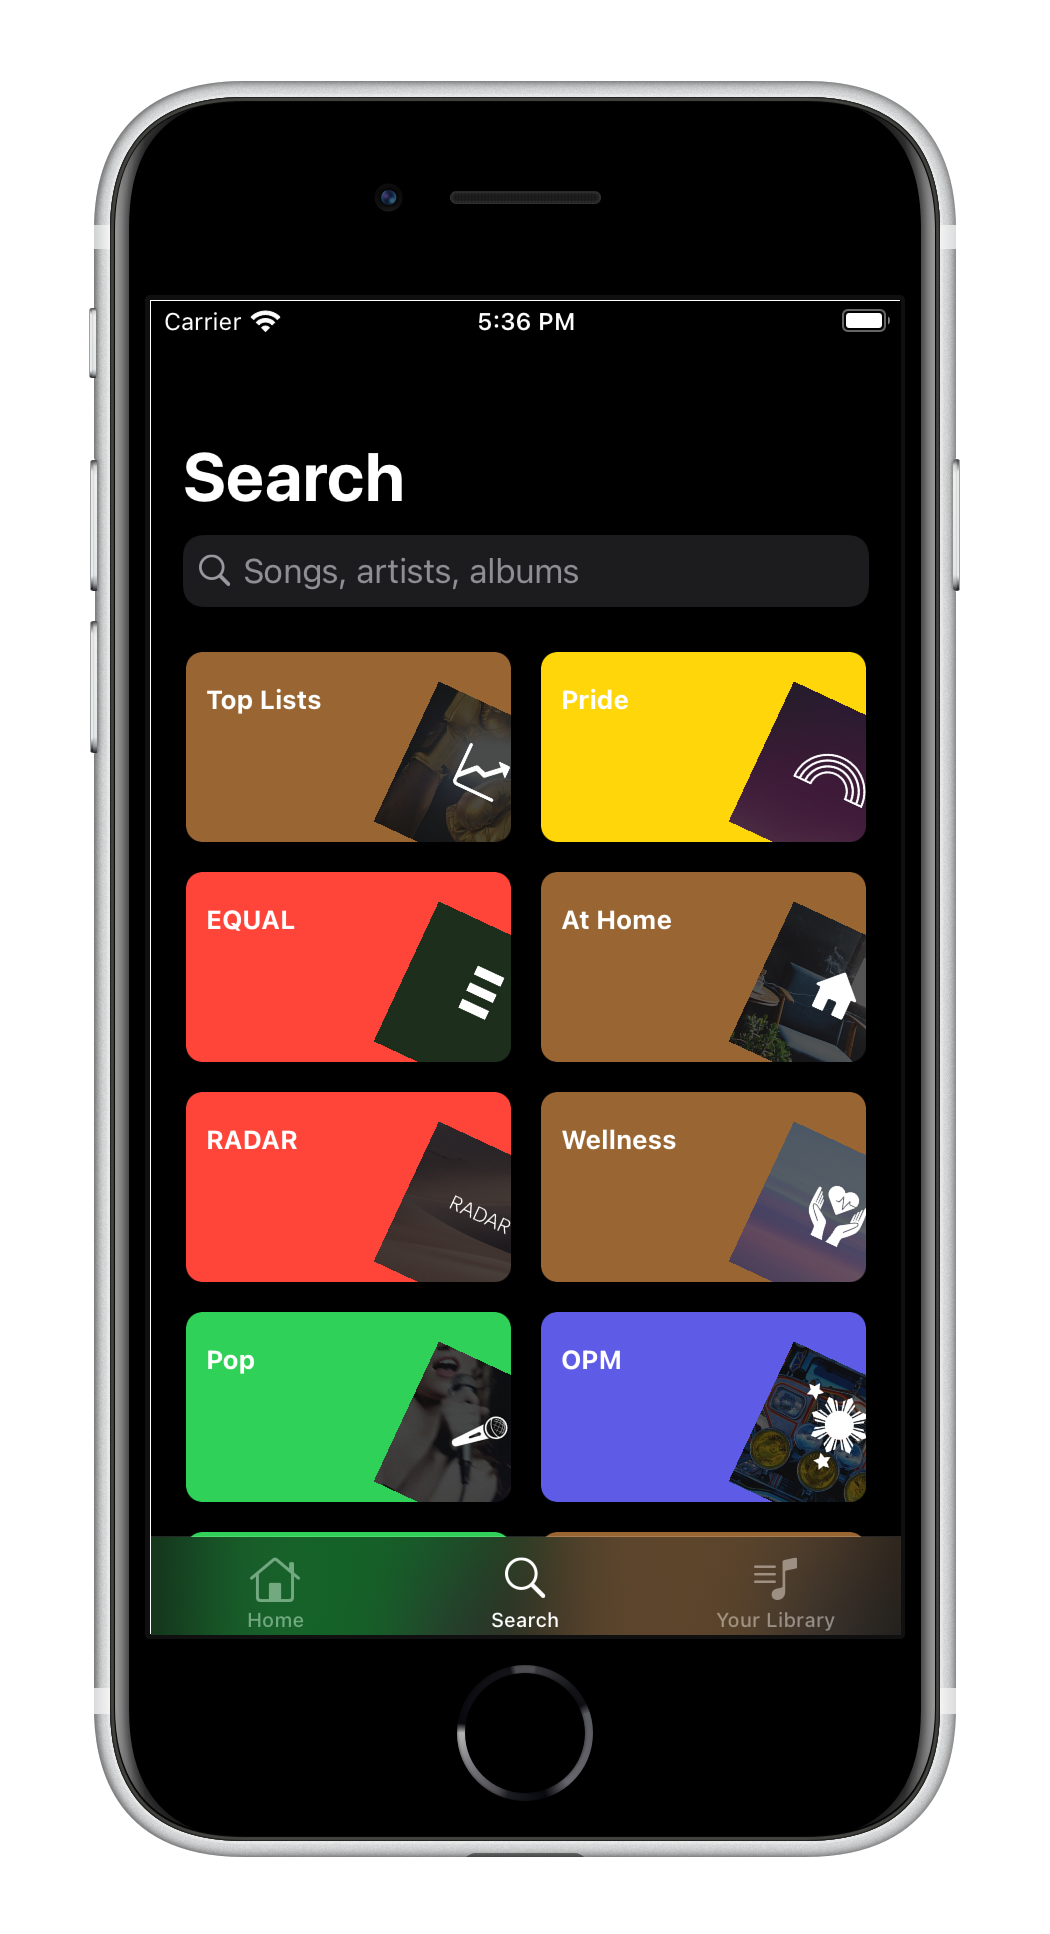 Carrier 5:36 PM
Search
Songs, artists, albums
Top Lists
Pride
EQUAL
At Home
RADAR
RADAR
Wellness
Pop
OPM
Home
Search
Your Library